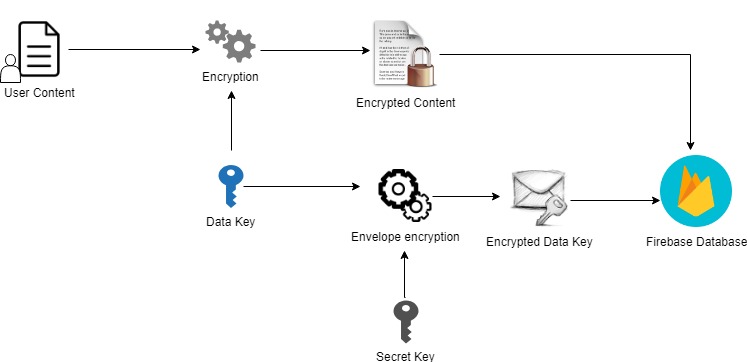 User Content
Encryption
Encrypted Content
Data Key
Envelope encryption
Encrypted Data Key
Firebase Database
Secret Key